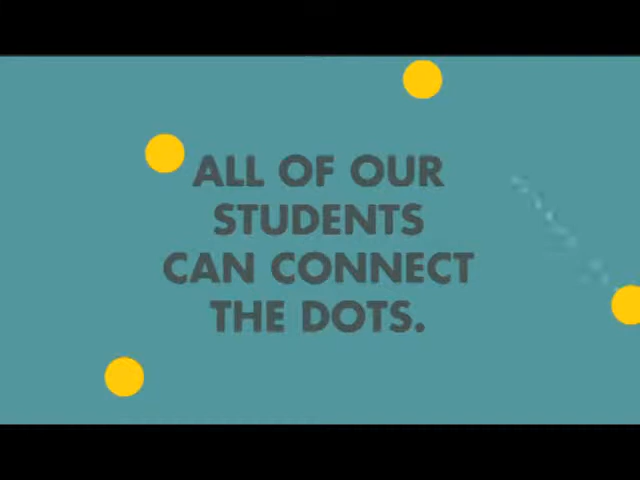 ALL OF OUR
STUDENTS
CAN CONNECT
THE DOTS.